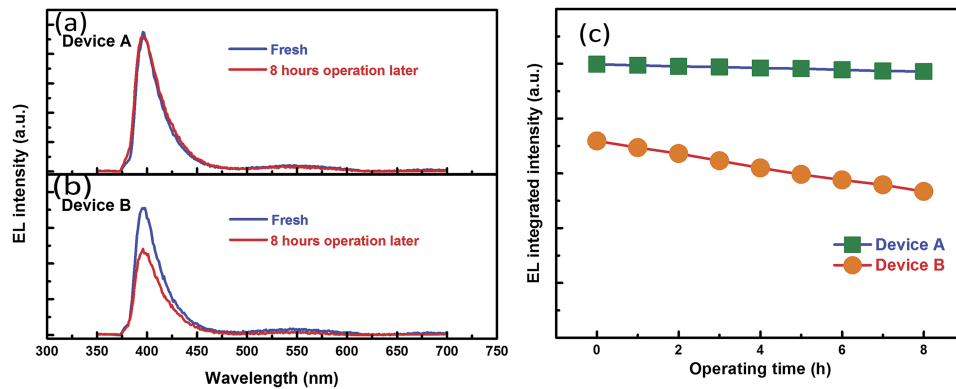 (a)
Device A
Fresh
8 hours operation later
(b)
Device B
Fresh
8 hours operation later
EL intensity (a.u.)
300 350 400 450 500 550 600 650 700 750
Wavelength (nm)
(c)
EL integrated intensity (a.u.)
Device A
Device B
0 2 4 6 8
Operating time (h)